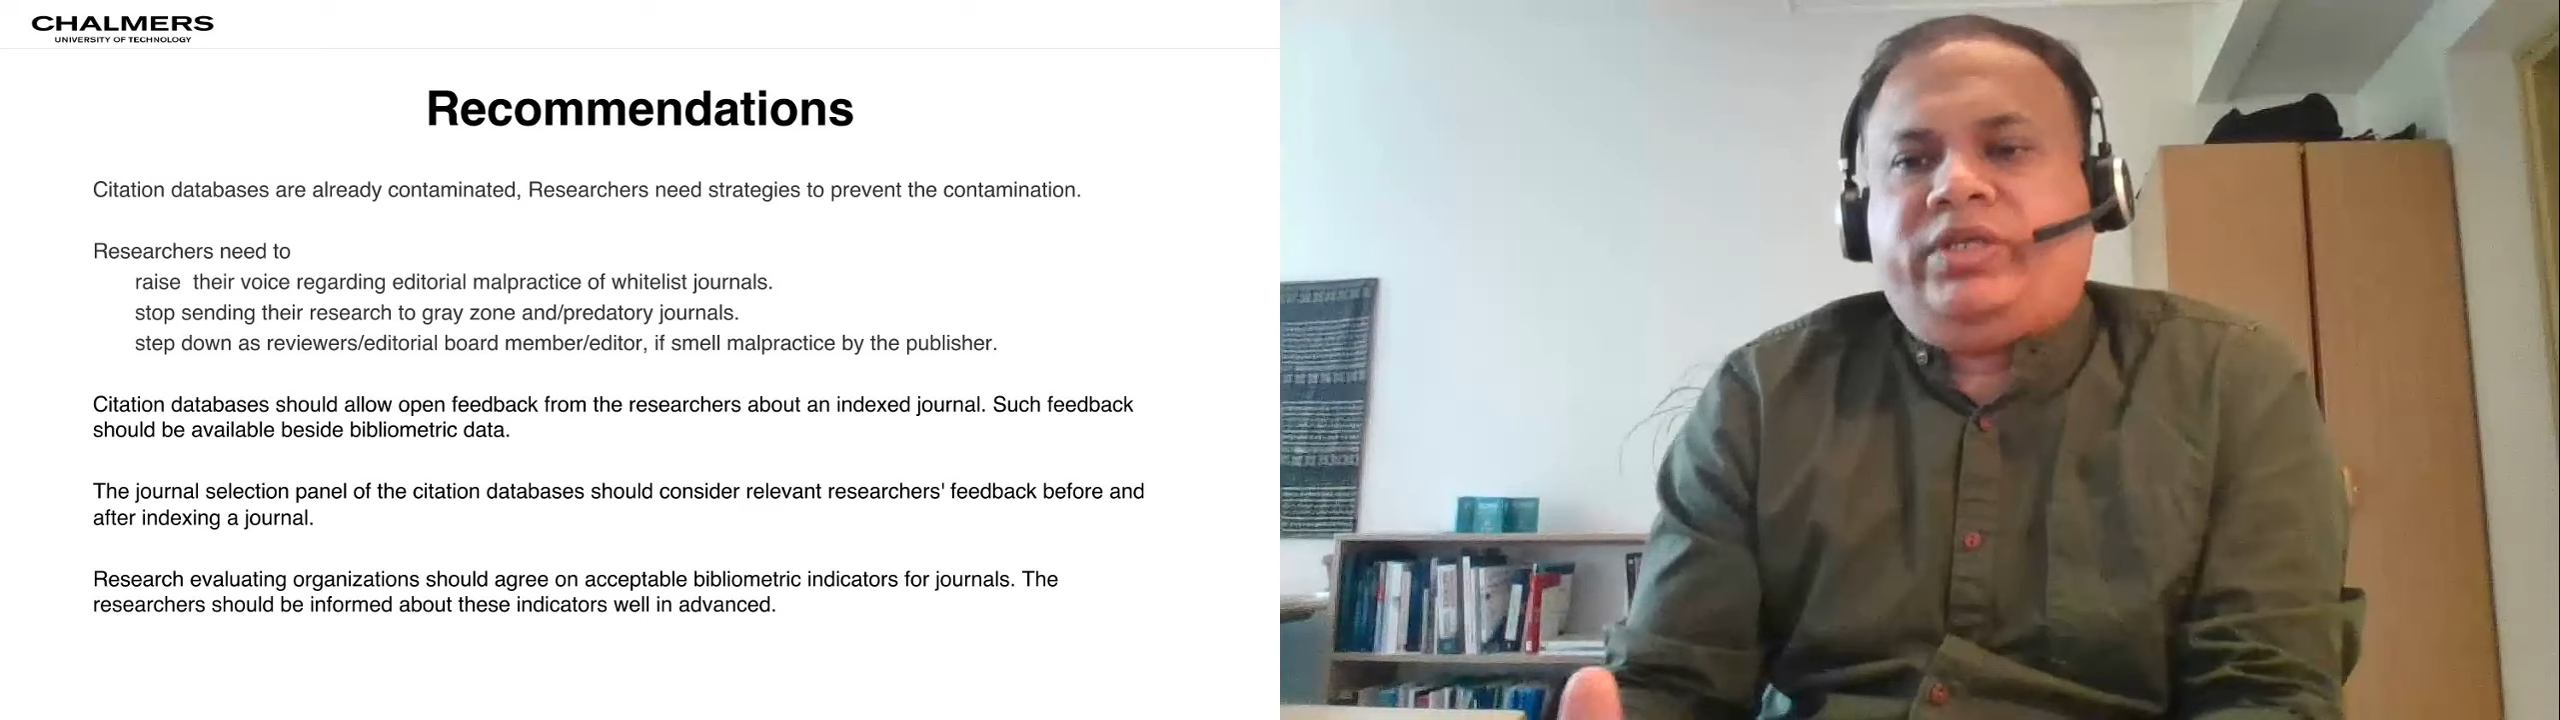 CHALMERS
UNIVERSITY OF TECHNOLOGY
Recommendations
Citation databases are already contaminated, Researchers need strategies to prevent the contamination.
Researchers need to
raise  their voice regarding editorial malpractice of whitelist journals.
stop sending their research to gray zone and/predatory journals.
step down as reviewers/editorial board member/editor, if smell malpractice by the publisher.
Citation databases should allow open feedback from the researchers about an indexed journal. Such feedback
should be available beside bibliometric data.
The journal selection panel of the citation databases should consider relevant researchers' feedback before and
after indexing a journal.
Research evaluating organizations should agree on acceptable bibliometric indicators for journals. The
researchers should be informed about these indicators well in advanced.